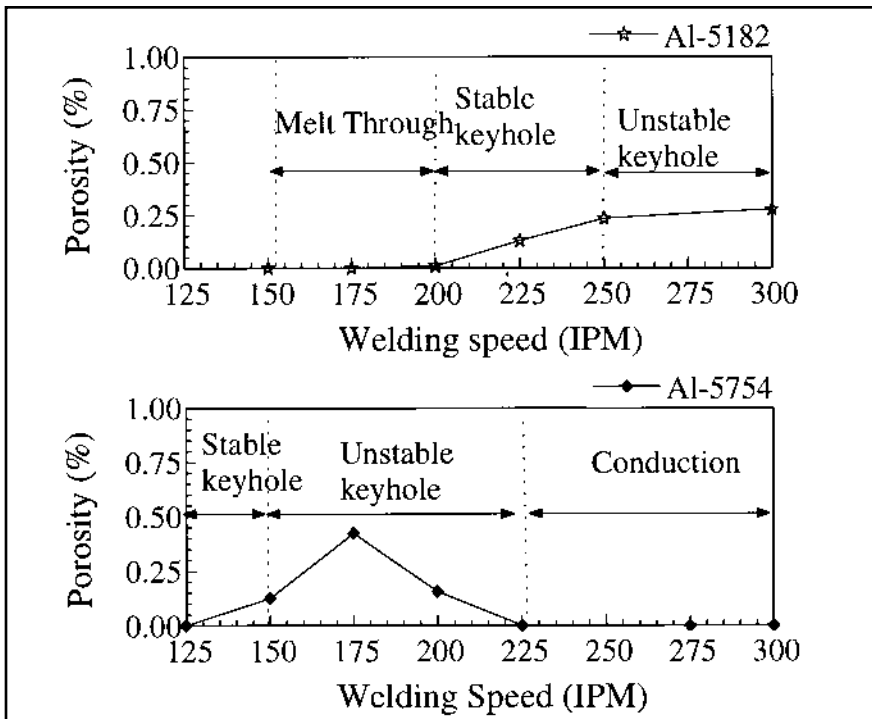 Al-5182
1.00
0.75
0.50
0.25
0.00
Porosity (%)
Melt Through
Stable
keyhole
Unstable
keyhole
125 150 175 200 225 250 275 300
Welding speed (IPM)
Al-5754
1.00
0.75
0.50
0.25
0.00
Porosity (%)
Stable
keyhole
Unstable
keyhole
Conduction
125 150 175 200 225 250 275 300
Welding Speed (IPM)